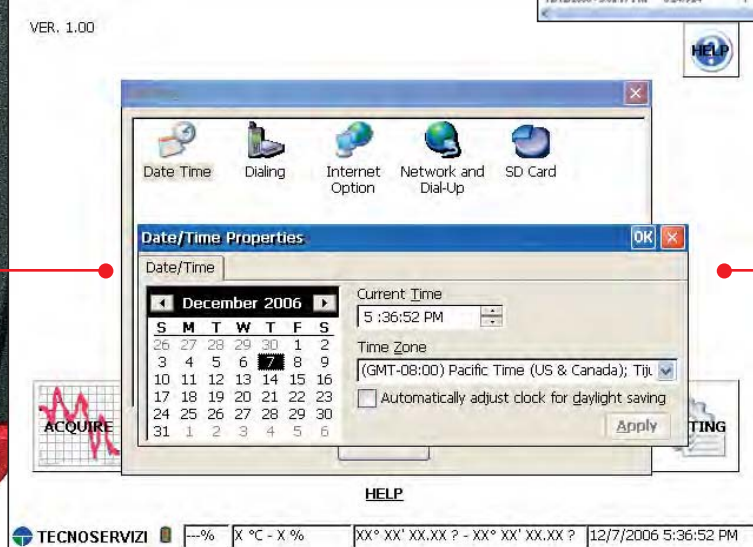 VER. 1.00
HELP
Date Time
Dialing
Internet Option
Network and Dial-Up
SD Card
Date/Time Properties
OK
Date/Time
December 2006
S M T W T F S
26 27 28 29 30 1 2
3 4 5 6 7 8 9
10 11 12 13 14 15 16
17 18 19 20 21 22 23
24 25 26 27 28 29 30
31 1 2 3 4 5 6
Current Time
5 :36:52 PM
Time Zone
(GMT-08:00) Pacific Time (US & Canada); Tiju
Automatically adjust clock for daylight saving
Apply
ACQUIRE
TING
HELP
TECNOSERVIZI ---% X °C - X % XX° XX' XX.XX ? - XX° XX' XX.XX ? 12/7/2006 5:36:52 PM